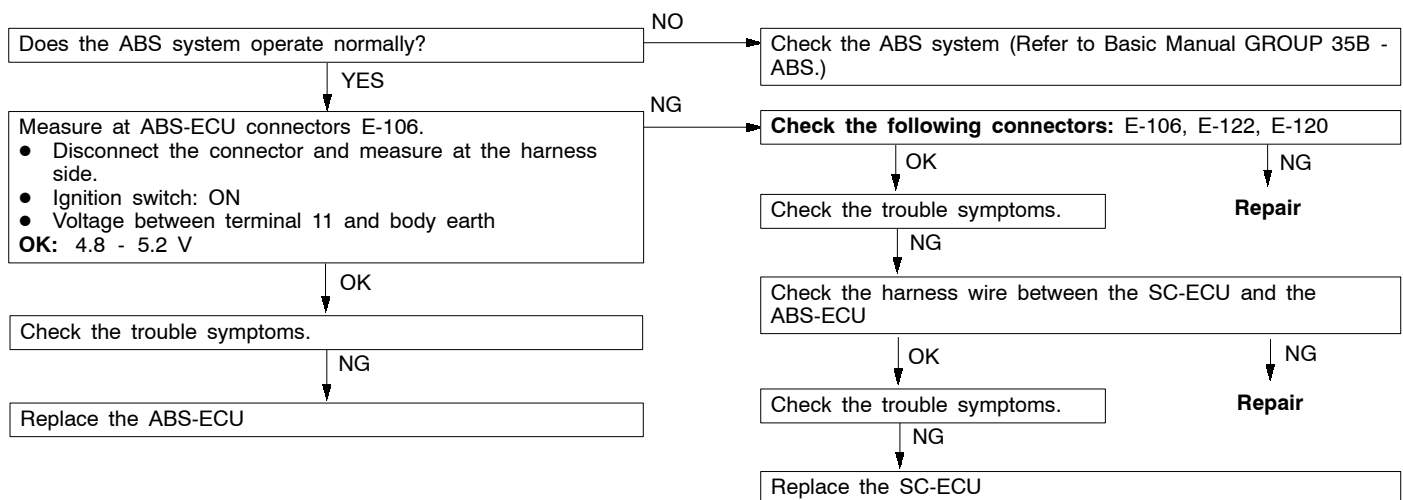 Does the ABS system operate normally?
NO
Check the ABS system (Refer to Basic Manual GROUP 35B -
ABS.)
YES
Measure at ABS-ECU connectors E-106.
● Disconnect the connector and measure at the harness
side.
● Ignition switch: ON
● Voltage between terminal 11 and body earth
OK: 4.8 - 5.2 V
NG
Check the following connectors: E-106, E-122, E-120
OK
NG
Check the trouble symptoms.
Repair
NG
Check the harness wire between the SC-ECU and the
ABS-ECU
OK
NG
Check the trouble symptoms.
Repair
NG
Replace the SC-ECU
OK
Check the trouble symptoms.
NG
Replace the ABS-ECU